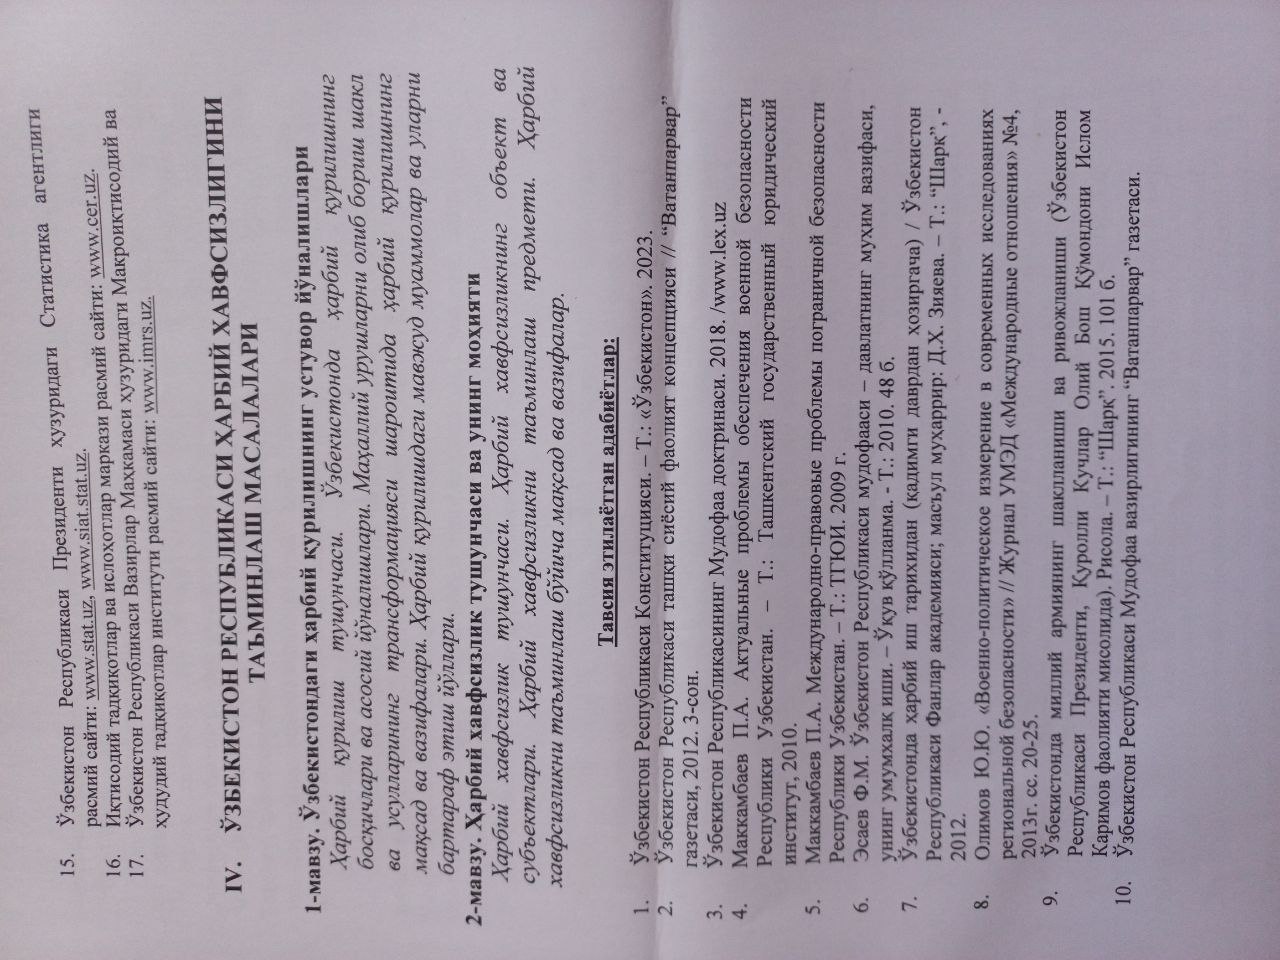 15. Ўзбекистон Республикаси Президенти хузуридаги Статистика агентлиги
расмий сайти: www.stat.uz, www.siat.stat.uz.
16. Иктисодий тадқиқотлар ва ислоҳотлар маркази расмий сайти: www.cer.uz.
17. Ўзбекистон Республикаси Вазирлар Маҳкамаси ҳузуридаги Макроиктисодий ва
ҳудудий тадкикотлар институти расмий сайти: www.imrs.uz.
IV. ЎЗБЕКИСТОН РЕСПУБЛИКАСИ ҲАРБИЙ ХАВФСИЗЛИГИНИ
ТАЪМИНЛАШ МАСАЛАЛАРИ
1-мавзу. Ўзбекистондаги ҳарбий қурилишнинг устувор йўналишлари
Ҳарбий қурилиш тушунчаси. Ўзбекистонда ҳарбий қурилишнинг
босқичлари ва асосий йўналишлари. Маҳаллий урушларни олиб бориш шакл
ва усулларининг трансформацияси шароитида ҳарбий қурилишнинг
мақсад ва вазифалари. Ҳарбий қурилишдаги мавжуд муаммолар ва уларни
бартараф этиш йўллари.
2-мавзу. Ҳарбий хавфсизлик тушунчаси ва унинг моҳияти
Ҳарбий хавфсизлик тушунчаси. Ҳарбий хавфсизликнинг объект ва
субъектлари. Ҳарбий хавфсизликни таъминлаш предмети. Ҳарбий
хавфсизликни таъминлаш бўйича мақсад ва вазифалар.
Тавсия этилаётган адабиётлар:
1. Ўзбекистон Республикаси Конституцияси. – Т.: «Ўзбекистон». 2023.
2. Ўзбекистон Республикаси ташки сиёсий фаолият концепцияси // “Ватанпарвар”
газетаси, 2012. 3-сон.
3. Ўзбекистон Республикасининг Мудофаа доктринаси. 2018. /www.lex.uz
4. Маккамбаев П.А. Актуальные проблемы обеспечения военной безопасности
Республики Узбекистан. – Т.: Ташкентский государственный юридический
институт, 2010.
5. Маккамбаев П.А. Международно-правовые проблемы пограничной безопасности
Республики Узбекистан. – Т.: ТГЮИ. 2009 г.
6. Эсаев Ф.М. Ўзбекистон Республикаси мудофааси – давлатнинг муҳим вазифаси,
унинг умумхалқ иши. – Ўқув қўлланма. - Т.: 2010. 48 б.
7. Ўзбекистонда ҳарбий иш тарихидан (кадимги даврдан хозиргача) / Ўзбекистон
Республикаси Фанлар академияси; масъул мухаррир: Д.Х. Зияева. – Т.: “Шарк”, -
2012.
8. Олимов Ю.Ю. «Военно-политическое измерение в современных исследованиях
региональной безопасности» // Журнал УМЭД «Международные отношения» №4,
2013г. сс. 20-25.
9. Ўзбекистонда миллий армиянинг шаклланиши ва ривожланиши (Ўзбекистон
Республикаси Президенти, Қуролли Кучлар Олий Бош Қўмондони Ислом
Каримов фаолияти мисолида). Рисола. – Т.: “Шарк”. 2015. 101 б.
10. Ўзбекистон Республикаси Мудофаа вазирлигининг “Ватанпарвар” газетаси.